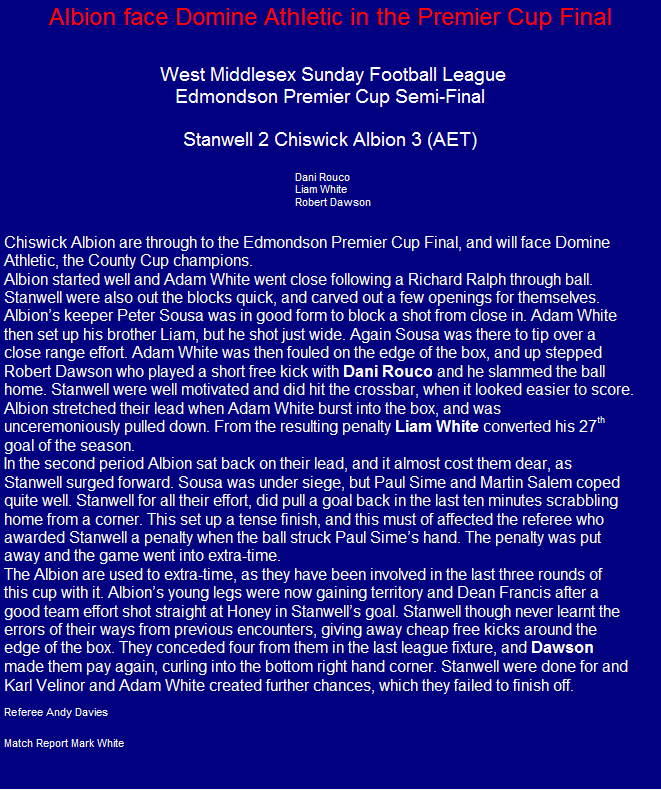 Albion face Domine Athletic in the Premier Cup Final
West Middlesex Sunday Football League
Edmondson Premier Cup Semi-Final
Stanwell 2 Chiswick Albion 3 (AET)
Dani Rouco
Liam White
Robert Dawson
Chiswick Albion are through to the Edmondson Premier Cup Final, and will face Domine
Athletic, the County Cup champions.
Albion started well and Adam White went close following a Richard Ralph through ball.
Stanwell were also out the blocks quick, and carved out a few openings for themselves.
Albion's keeper Peter Sousa was in good form to block a shot from close in. Adam White
then set up his brother Liam, but he shot just wide. Again Sousa was there to tip over a
close range effort. Adam White was then fouled on the edge of the box, and up stepped
Robert Dawson who played a short free kick with Dani Rouco and he slammed the ball
home. Stanwell were well motivated and did hit the crossbar, when it looked easier to score.
Albion stretched their lead when Adam White burst into the box, and was
unceremoniously pulled down. From the resulting penalty Liam White converted his 27th
goal of the season.
In the second period Albion sat back on their lead, and it almost cost them dear, as
Stanwell surged forward. Sousa was under siege, but Paul Sime and Martin Salem coped
quite well. Stanwell for all their effort, did pull a goal back in the last ten minutes scrabbling
home from a corner. This set up a tense finish, and this must of affected the referee who
awarded Stanwell a penalty when the ball struck Paul Sime's hand. The penalty was put
away and the game went into extra-time.
The Albion are used to extra-time, as they have been involved in the last three rounds of
this cup with it. Albion's young legs were now gaining territory and Dean Francis after a
good team effort shot straight at Honey in Stanwell's goal. Stanwell though never learnt the
errors of their ways from previous encounters, giving away cheap free kicks around the
edge of the box. They conceded four from them in the last league fixture, and Dawson
made them pay again, curling into the bottom right hand corner. Stanwell were done for and
Karl Velinor and Adam White created further chances, which they failed to finish off.
Referee Andy Davies
Match Report Mark White